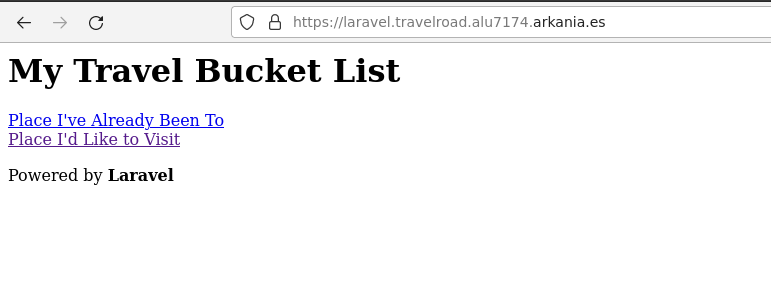 https://laravel.travelroad.alu7174.arkania.es
My Travel Bucket List
Place I've Already Been To
Place I'd Like to Visit
Powered by Laravel